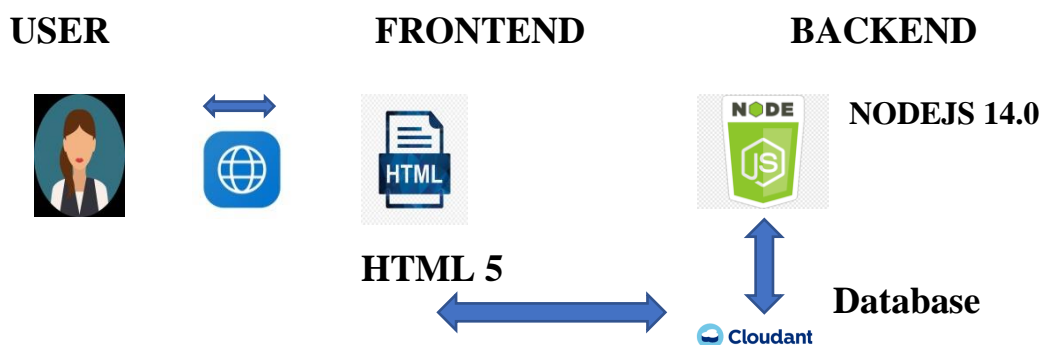 USER
FRONTEND
BACKEND
NODE
JS
NODEJS 14.0
HTML
HTML 5
Database
Cloudant